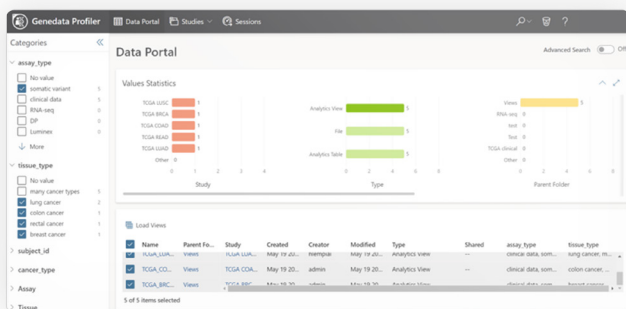 Genedata Profiler Data Portal Studies Sessions
Categories
Data Portal
Advanced Search Off
assay_type
No value
somatic variant 5
clinical data 5
RNA-seq 0
DP 0
Luminex 0
More
tissue_type
No value
many cancer types 5
lung cancer 2
colon cancer 1
rectal cancer 1
breast cancer 1
subject_id
cancer_type
Assay
Tissue
Values Statistics
TCGA LUSC 1
TCGA BRCA 1
TCGA COAD 1
TCGA READ 1
TCGA LUAD 1
Other 0
0 1 2 3 4
Study
Analytics View 5
File 5
Analytics Table 5
0 2 4 6 8
Type
Views 5
RNA-seq 0
test 0
Test 0
TCGA clinical 0
Other 0
0 2 4 6 8
Parent Folder
Load Views
Name Parent Fo... Study Created Creator Modified Type Shared assay_type tissue_type
TCGA_LUA... Views TCGA LUA... May 19 20... May 19 20... Analytics View -- clinical data, som... lung cancer, m...
TCGA_CO... Views TCGA COA... May 19 20... admin May 19 20... Analytics View -- clinical data, som... colon cancer, ...
TCGA_BRC... Views TCGA BRC... May 19 20... admin May 19 20... Analytics View -- clinical data, som... breast cancer, ...
5 of 5 items selected